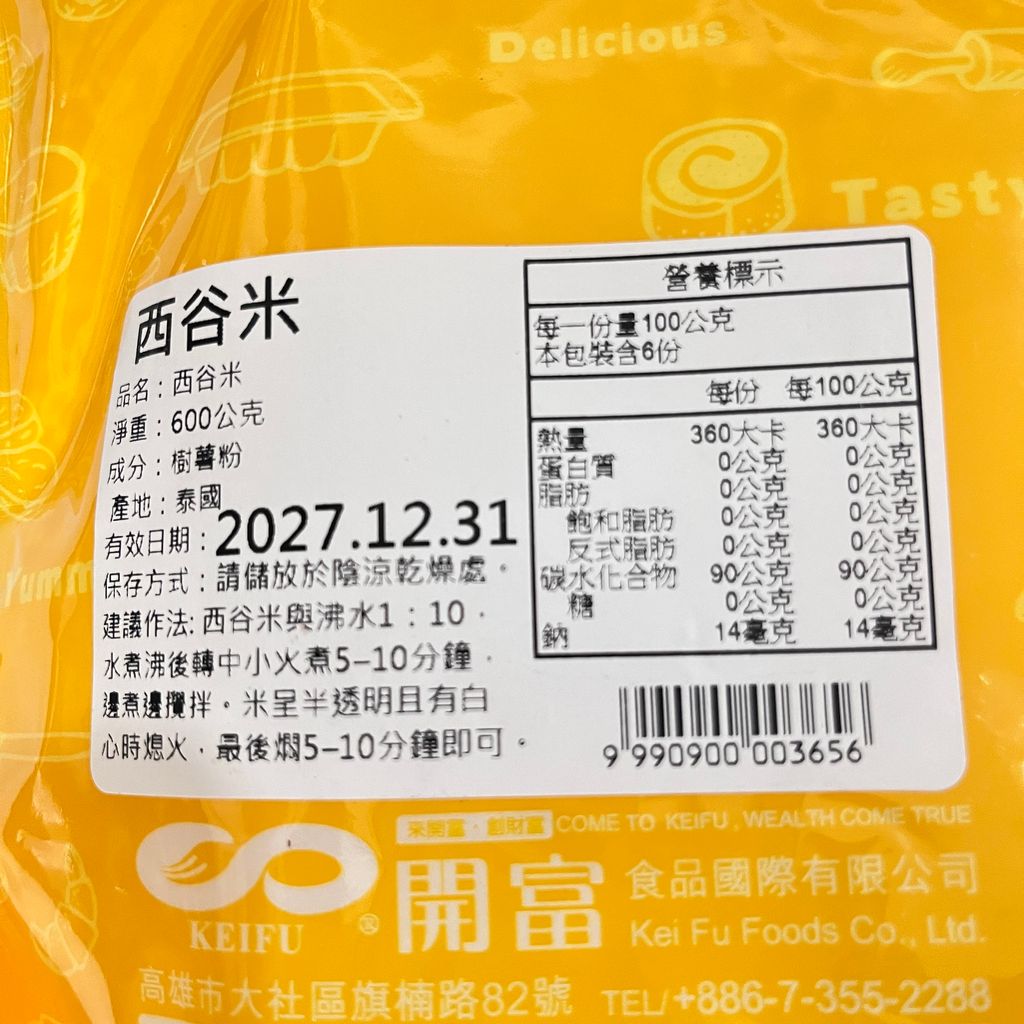 Delicious
Tasty
Yumm
西谷米
品名：西谷米
淨重：600公克
成分：樹薯粉
產地：泰國
有效日期：2027.12.31
保存方式：請儲放於陰涼乾燥處。
建議作法：西谷米與沸水1：10，
水煮沸後轉中小火煮5–10分鐘，
邊煮邊攪拌。米呈半透明且有白
心時熄火，最後燜5–10分鐘即可。
營養標示
每一份量100公克
本包裝含6份
每份 每100公克
熱量 360大卡 360大卡
蛋白質 0公克 0公克
脂肪 0公克 0公克
飽和脂肪 0公克 0公克
反式脂肪 0公克 0公克
碳水化合物 90公克 90公克
糖 0公克 0公克
鈉 14毫克 14毫克
9 990900 003656
來開富・創財富 COME TO KEIFU, WEALTH COME TRUE
KEIFU
開富 食品國際有限公司
Kei Fu Foods Co., Ltd.
高雄市大社區旗楠路82號 TEL/+886-7-355-2288